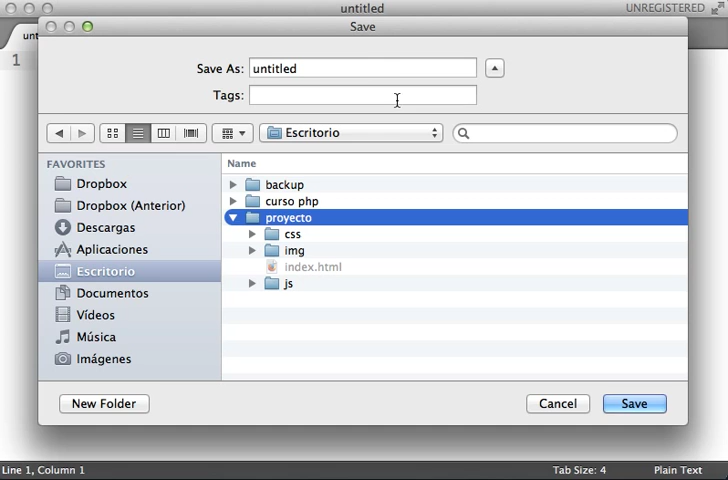 untitled
UNREGISTERED
unt
Save
1
Save As: untitled
Tags:
Escritorio
FAVORITES
Dropbox
Dropbox (Anterior)
Descargas
Aplicaciones
Escritorio
Documentos
Vídeos
Música
Imágenes
Name
backup
curso php
proyecto
css
img
index.html
js
New Folder
Cancel
Save
Line 1, Column 1
Tab Size: 4
Plain Text